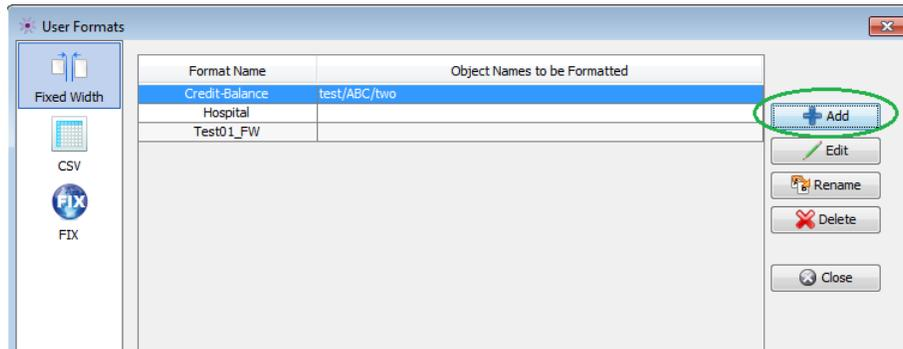 User Formats
Fixed Width
CSV
FIX
FIX
Format Name Object Names to be Formatted
Credit-Balance test/ABC/two
Hospital
Test01_FW
Add
Edit
Rename
Delete
Close